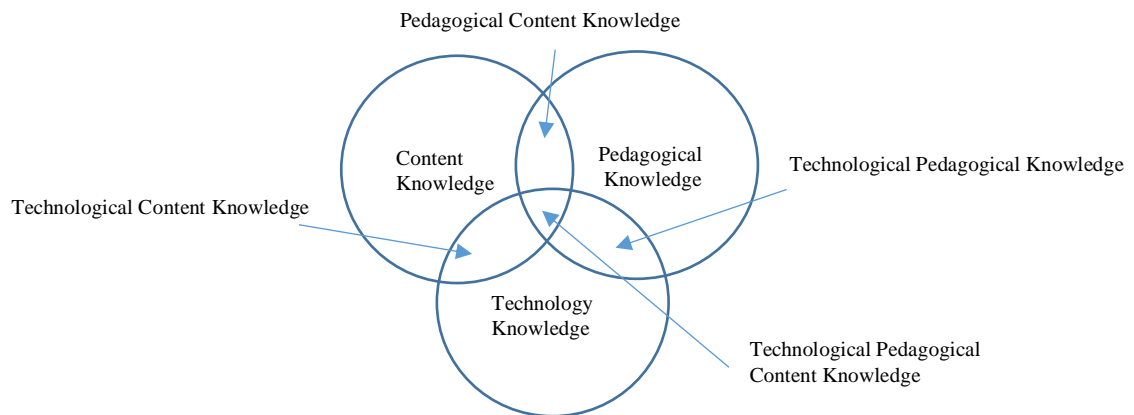 Pedagogical Content Knowledge
Content
Knowledge
Pedagogical
Knowledge
Technological Pedagogical Knowledge
Technological Content Knowledge
Technology
Knowledge
Technological Pedagogical
Content Knowledge